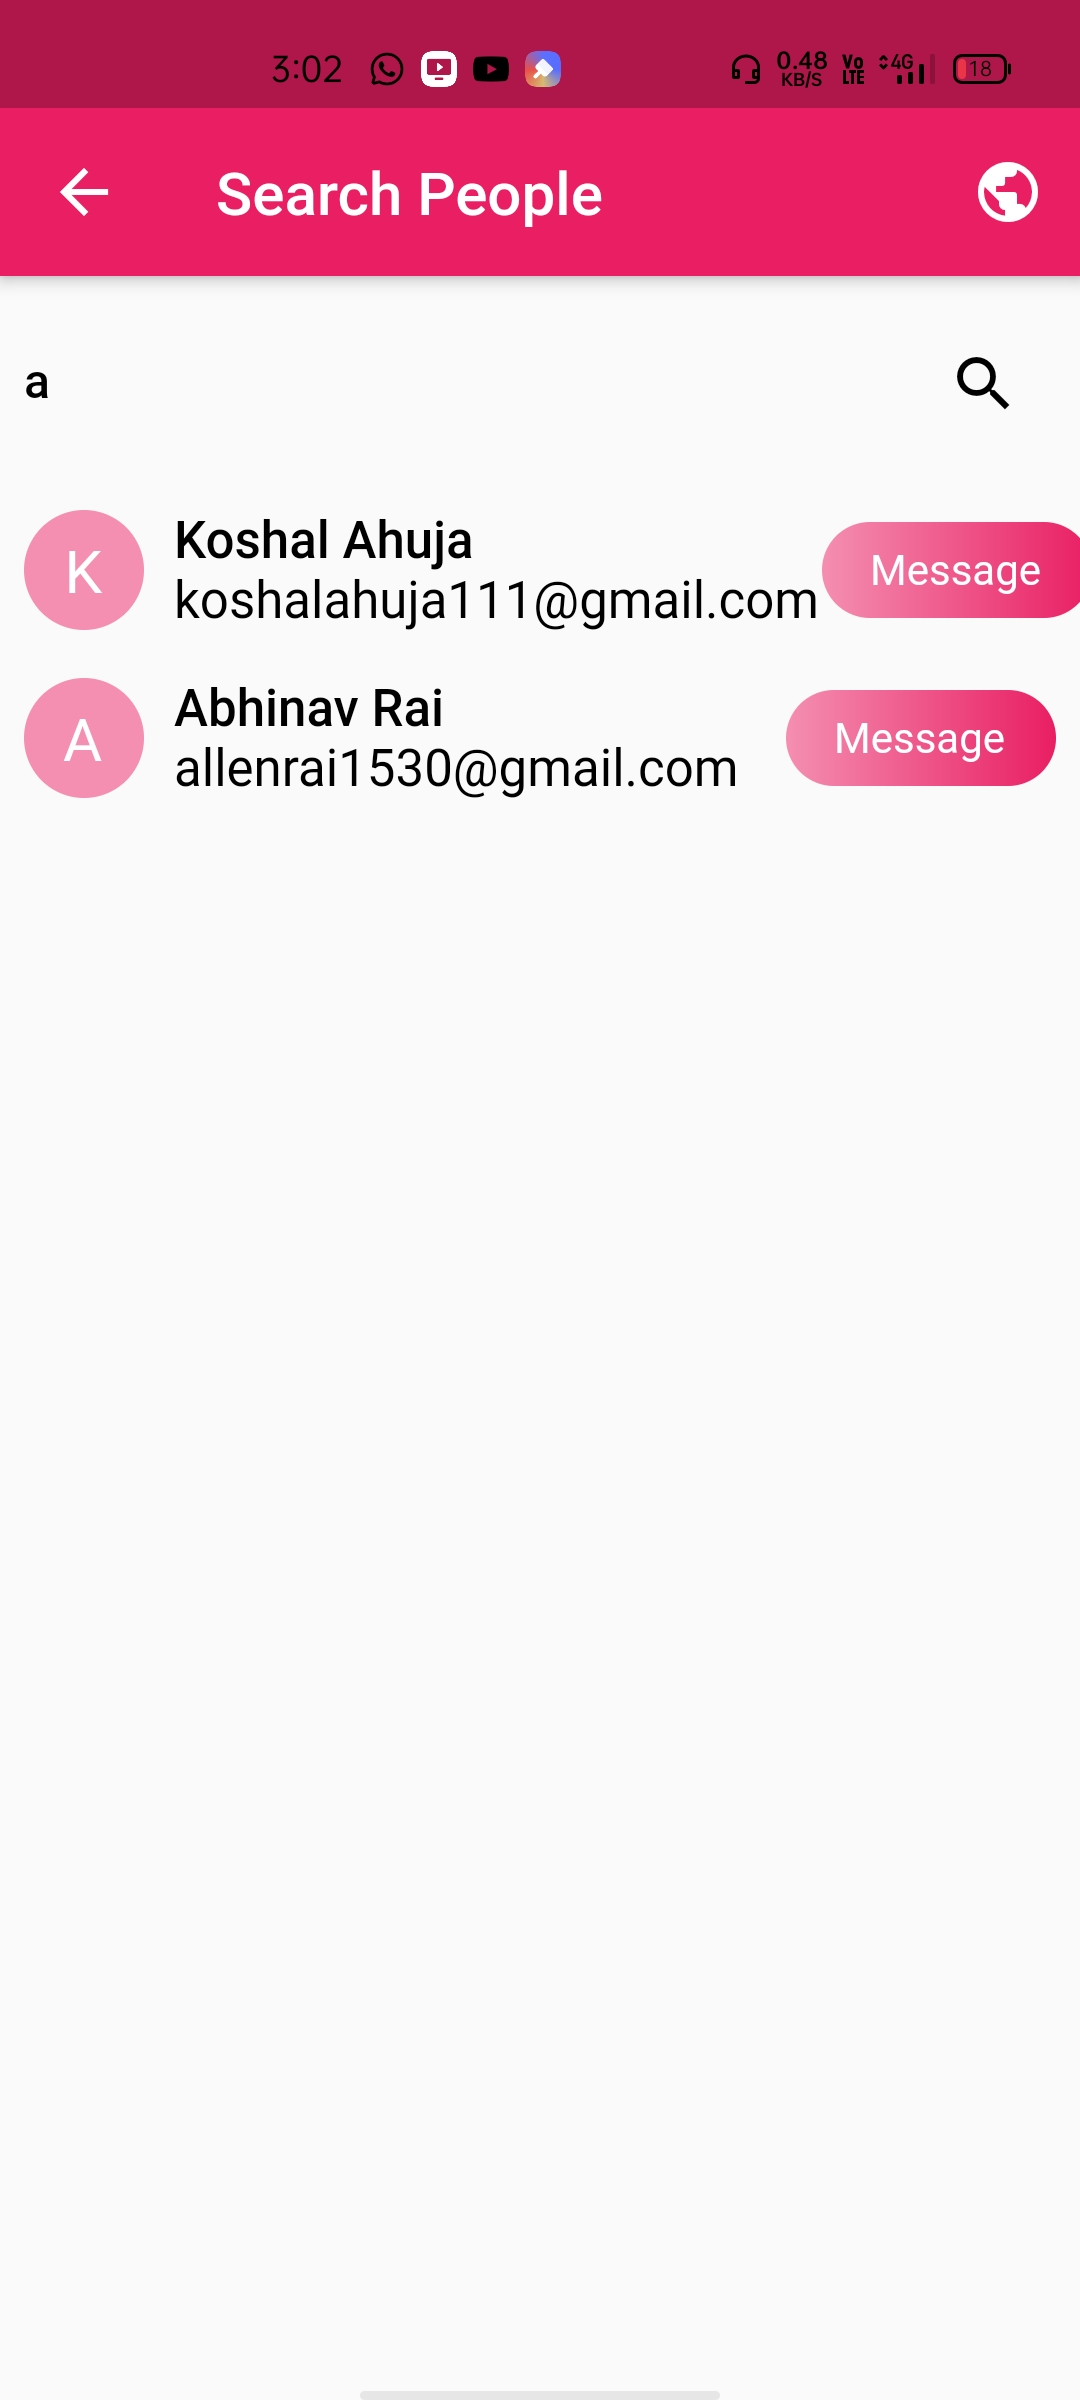 3:02 0.48 KB/S Vo LTE 4G 18
Search People
a
K Koshal Ahuja Message
koshalahuja111@gmail.com
A Abhinav Rai Message
allenrai1530@gmail.com